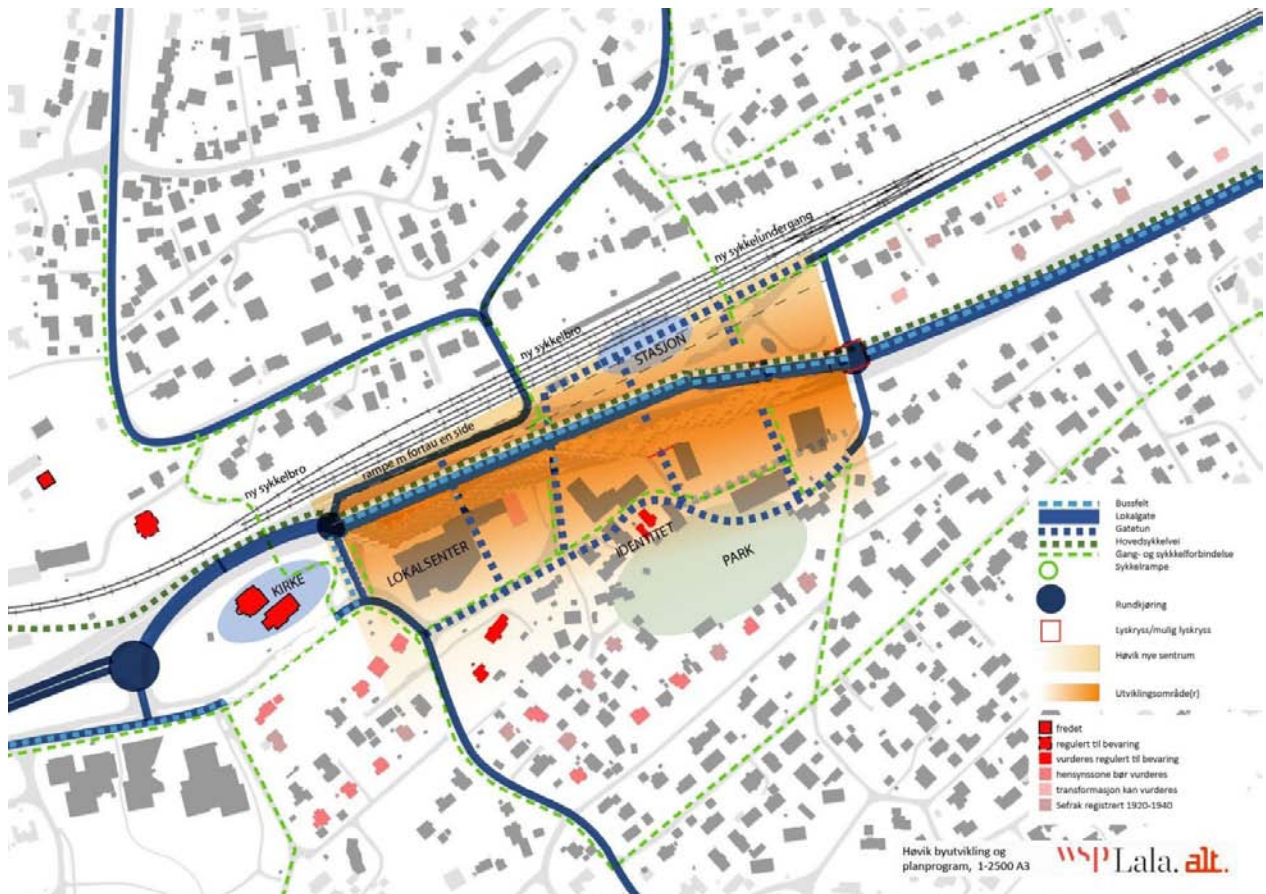 ny sykkelundergang
ny sykkelbro
STASJON
rampe m fortau en side
ny sykkelbro
KIRKE
LOKALSENTER
IDENTITET
PARK
Bussfelt
Lokalgate
Gatetun
Hovedsykkelvei
Gang- og sykkkelforbindelse
Sykkelrampe
Rundkjøring
Lyskryss/mulig lyskryss
Høvik nye sentrum
Utviklingsområde(r)
fredet
regulert til bevaring
vurderes regulert til bevaring
hensynssone bør vurderes
transformasjon kan vurderes
Sefrak registrert 1920-1940
Høvik byutvikling og
planprogram, 1-2500 A3
wsp Lala. alt.